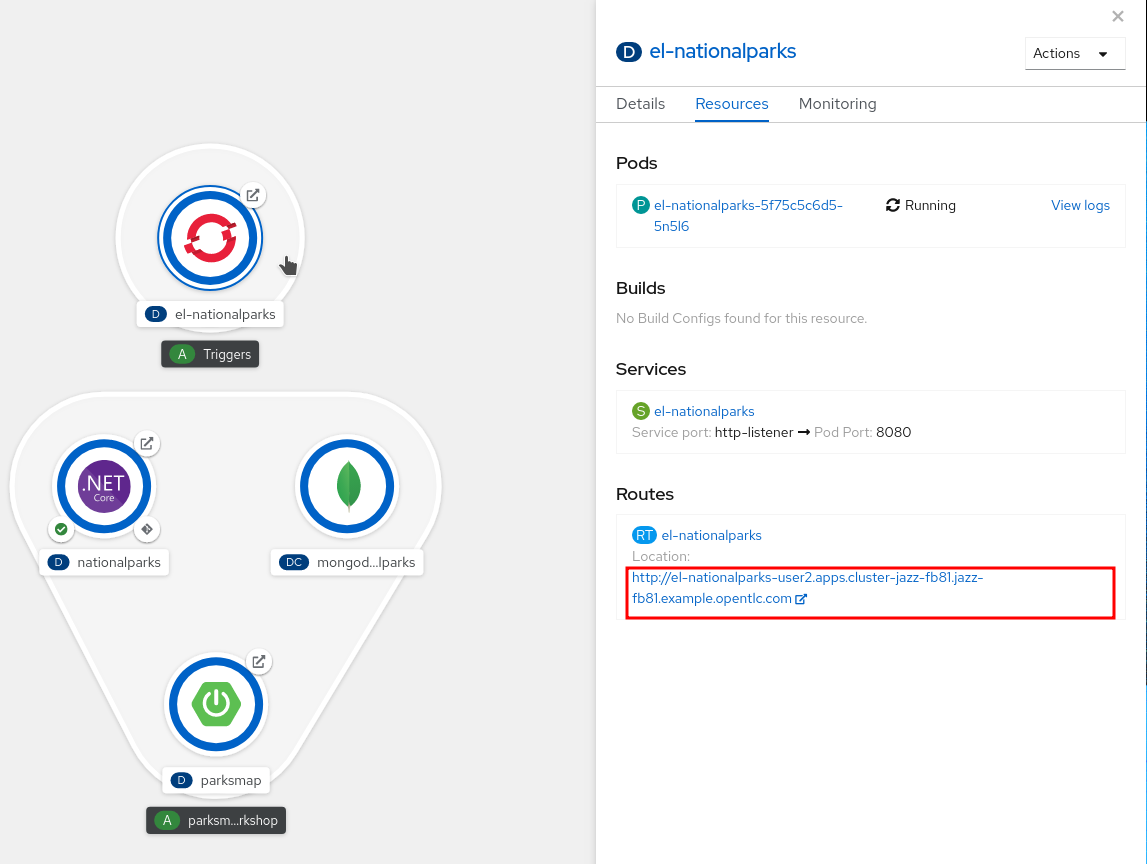 D el-nationalparks
Actions
Details Resources Monitoring
Pods
P el-nationalparks-5f75c5c6d5-
5n5l6
Running
View logs
Builds
No Build Configs found for this resource.
Services
S el-nationalparks
Service port: http-listener → Pod Port: 8080
Routes
RT el-nationalparks
Location:
http://el-nationalparks-user2.apps.cluster-jazz-fb81.jazz-
fb81.example.opentlc.com
D el-nationalparks
A Triggers
.NET
Core
D nationalparks
DC mongod...lparks
D parksmap
A parksm...rkshop